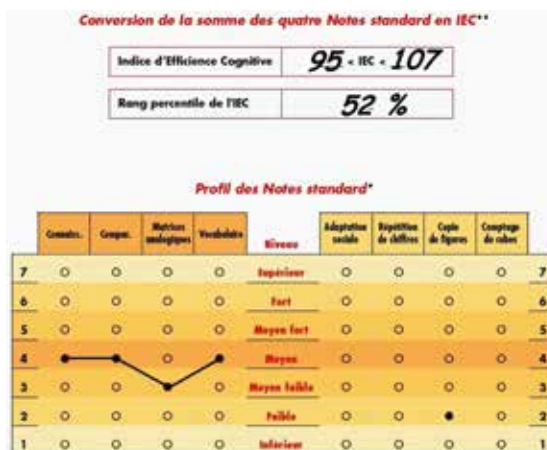 Conversion de la somme des quatre Notes standard en IEC**
Indice d'Efficience Cognitive 95 < IEC < 107
Rang percentile de l'IEC 52 %
Profil des Notes standard*
Connaiss. Compar. Matrices analogiques Vocabulaire Niveau Adaptation sociale Répétition de chiffres Copie de figures Comptage de cubes
7 Supérieur 7
6 Fort 6
5 Moyen fort 5
4 Moyen 4
3 Moyen faible 3
2 Faible 2
1 Inférieur 1